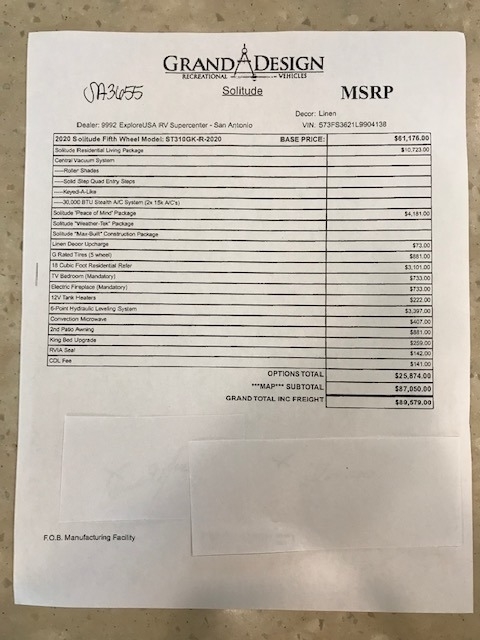 GRAND DESIGN
RECREATIONAL VEHICLES
SA3655
Solitude
MSRP
Decor: Linen
Dealer: 9992 ExploreUSA RV Supercenter - San Antonio VIN: 573FS3621L9904138
2020 Solitude Fifth Wheel Model: ST310GK-R-2020 BASE PRICE: $61,176.00
Solitude Residential Living Package $10,723.00
Central Vacuum System
----Roller Shades
----Solid Step Quad Entry Steps
----Keyed-A-Like
----30,000 BTU Stealth A/C System (2x 15k A/C's)
Solitude "Peace of Mind" Package $4,181.00
Solitude "Weather-Tek" Package
Solitude "Max-Built" Construction Package
Linen Decor Upcharge $73.00
G Rated Tires (5 wheel) $881.00
18 Cubic Foot Residential Refer $3,101.00
TV Bedroom (Mandatory) $733.00
Electric Fireplace (Mandatory) $733.00
12V Tank Heaters $222.00
6-Point Hydraulic Leveling System $3,397.00
Convection Microwave $407.00
2nd Patio Awning $881.00
King Bed Upgrade $259.00
RVIA Seal $142.00
CDL Fee $141.00
OPTIONS TOTAL $25,874.00
***MAP*** SUBTOTAL $87,050.00
GRAND TOTAL INC FREIGHT $89,579.00
F.O.B. Manufacturing Facility